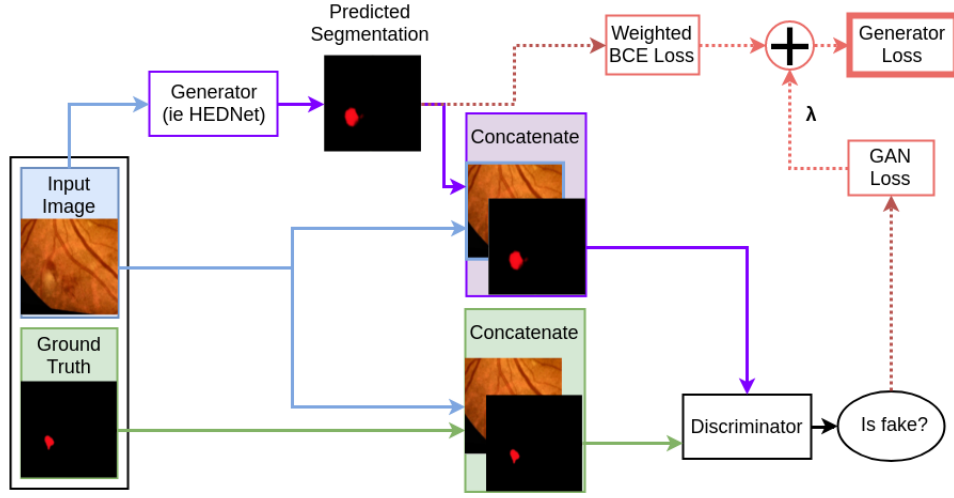 Predicted
Segmentation
Weighted
BCE Loss
Generator
Loss
Generator
(ie HEDNet)
λ
Concatenate
GAN
Loss
Input
Image
Ground
Truth
Concatenate
Discriminator
Is fake?